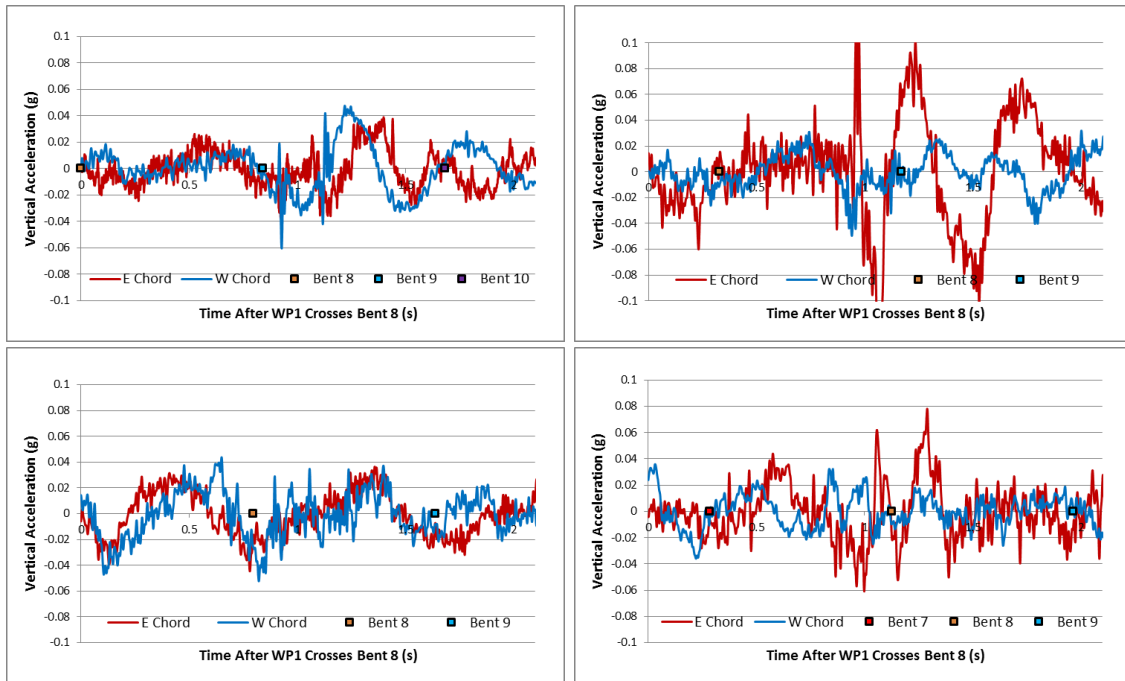 0.1
0.08
0.06
0.04
0.02
0
-0.02
-0.04
-0.06
-0.08
-0.1
Vertical Acceleration (g)
0 0.5 1 1.5 2
E Chord W Chord Bent 8 Bent 9 Bent 10
Time After WP1 Crosses Bent 8 (s)
0.1
0.08
0.06
0.04
0.02
0
-0.02
-0.04
-0.06
-0.08
-0.1
Vertical Acceleration (g)
0 0.5 1 1.5 2
E Chord W Chord Bent 8 Bent 9
Time After WP1 Crosses Bent 8 (s)
0.1
0.08
0.06
0.04
0.02
0
-0.02
-0.04
-0.06
-0.08
-0.1
Vertical Acceleration (g)
0 0.5 1 1.5 2
E Chord W Chord Bent 8 Bent 9
Time After WP1 Crosses Bent 8 (s)
0.1
0.08
0.06
0.04
0.02
0
-0.02
-0.04
-0.06
-0.08
-0.1
Vertical Acceleration (g)
0 0.5 1 1.5 2
E Chord W Chord Bent 7 Bent 8 Bent 9
Time After WP1 Crosses Bent 8 (s)